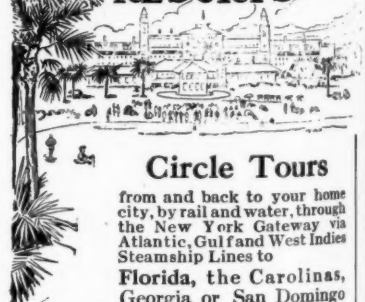 Circle Tours
from and back to your home
city, by rail and water, through
the New York Gateway via
Atlantic, Gulf and West Indies
Steamship Lines to
Florida, the Carolinas,
Georgia or San Domingo